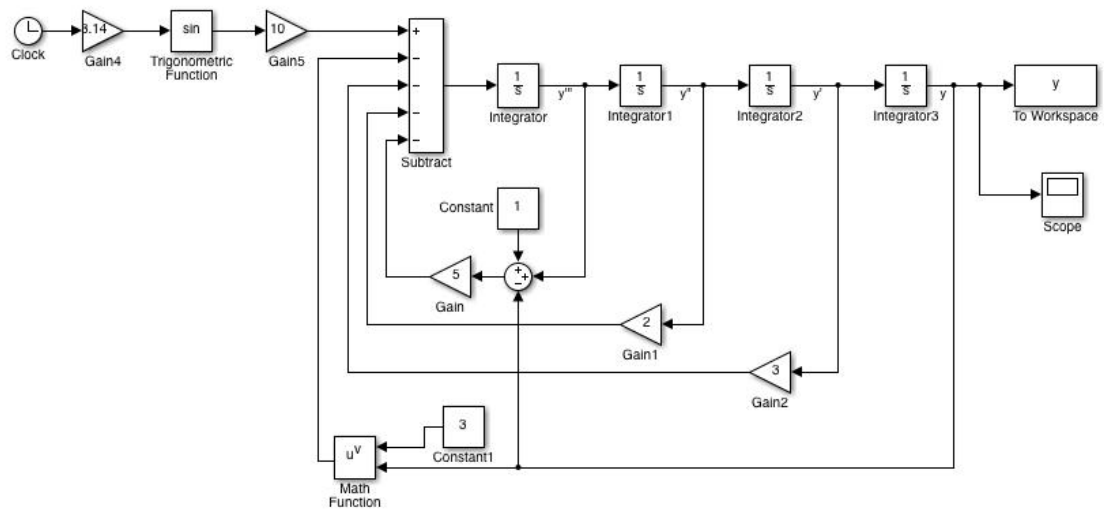 3.14
sin
10
Clock
Gain4
Trigonometric
Function
Gain5
+
−
−
−
−
Subtract
1
s
y'''
Integrator
1
s
y''
Integrator1
1
s
y'
Integrator2
1
s
y
Integrator3
y
To Workspace
Scope
Constant
1
+
+
−
5
Gain
2
Gain1
3
Gain2
3
Constant1
u^v
Math
Function